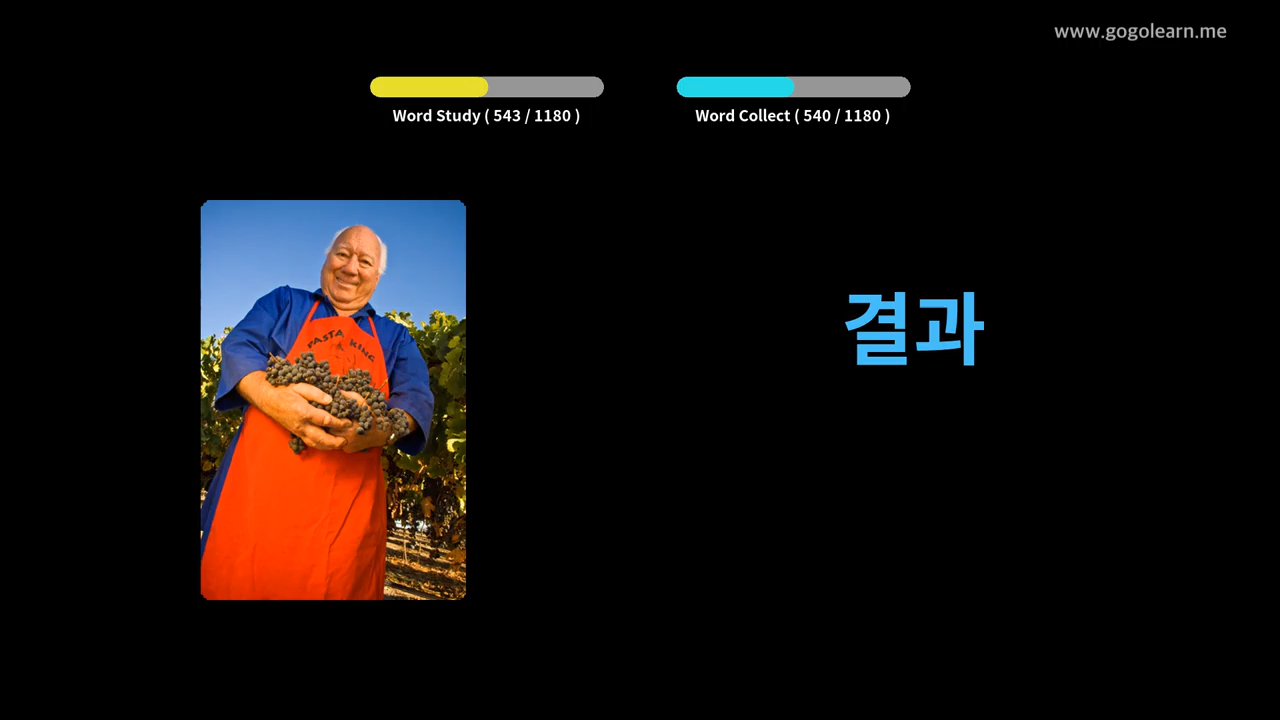 www.gogolearn.me
Word Study ( 543 / 1180 )
Word Collect ( 540 / 1180 )
PASTA KING
결과